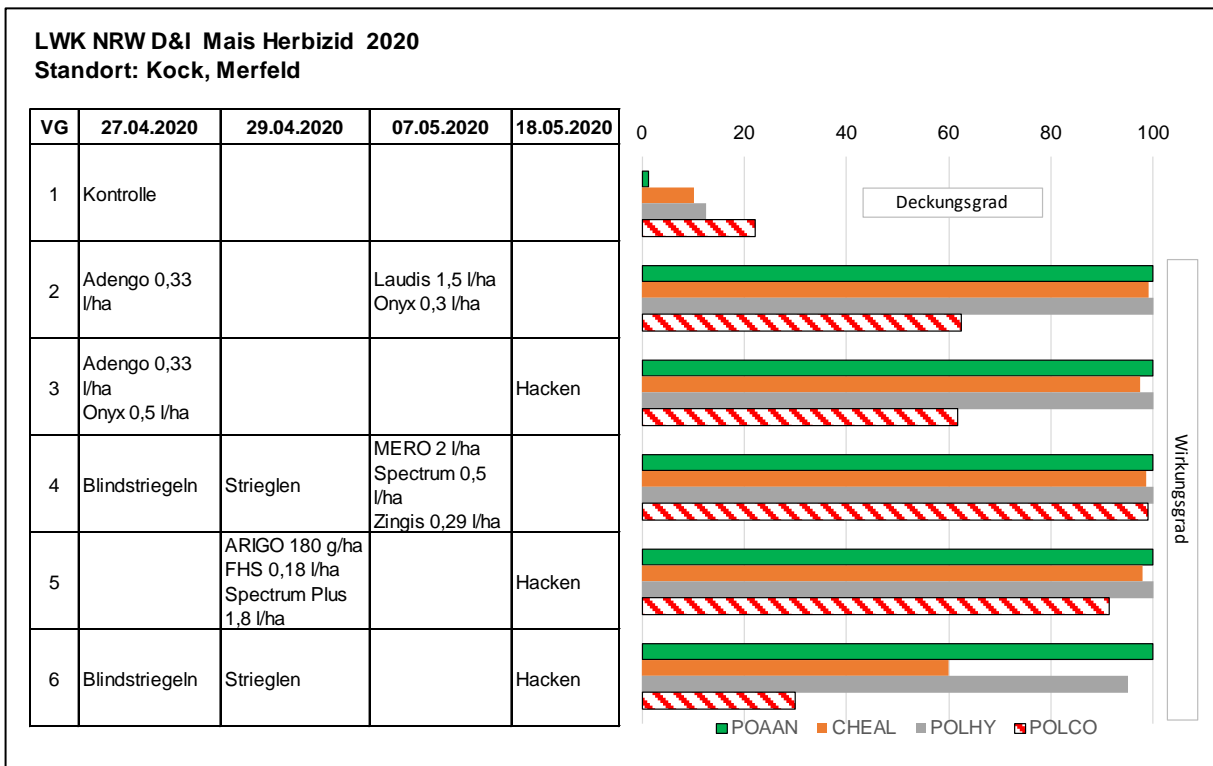 LWK NRW D&I Mais Herbizid 2020
Standort: Kock, Merfeld
VG 27.04.2020 29.04.2020 07.05.2020 18.05.2020
1 Kontrolle
2 Adengo 0,33
l/ha
Laudis 1,5 l/ha
Onyx 0,3 l/ha
3 Adengo 0,33
l/ha
Onyx 0,5 l/ha
Hacken
4 Blindstriegeln
Strieglen
MERO 2 l/ha
Spectrum 0,5
l/ha
Zingis 0,29 l/ha
5 ARIGO 180 g/ha
FHS 0,18 l/ha
Spectrum Plus
1,8 l/ha
Hacken
6 Blindstriegeln
Strieglen
Hacken
0 20 40 60 80 100
Deckungsgrad
Wirkungsgrad
POAAN CHEAL POLHY POLCO